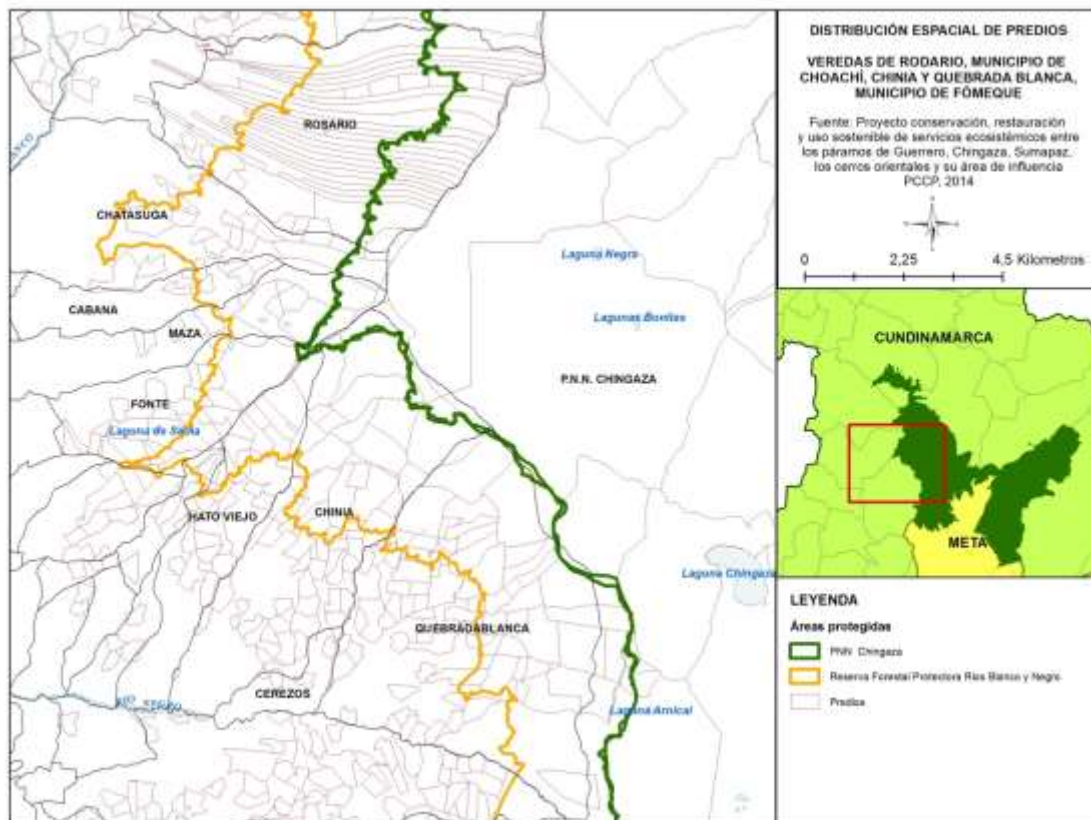 ROSARIO
CHATASUGA
Laguna Negra
CABANA
Lagunas Bonitas
MAZA
P.N.N. CHINGAZA
FONTE
HATO VIEJO
CHINIA
Laguna Chingaza
QUEBRADABLANCA
CEREZOS
RIO NEGRO
Laguna Arnical
DISTRIBUCIÓN ESPACIAL DE PREDIOS
VEREDAS DE RODARIO, MUNICIPIO DE
CHOACHÍ, CHINIA Y QUEBRADA BLANCA,
MUNICIPIO DE FÓMEQUE
Fuente: Proyecto conservación, restauración
y uso sostenible de servicios ecosistémicos entre
los páramos de Guerrero, Chingaza, Sumapaz,
los cerros orientales y su área de influencia
PCCP, 2014
0 2,25 4,5 Kilometros
CUNDINAMARCA
META
LEYENDA
Áreas protegidas
PNN Chingaza
Reserva Forestal Protectora Ríos Blanco y Negro
Predios